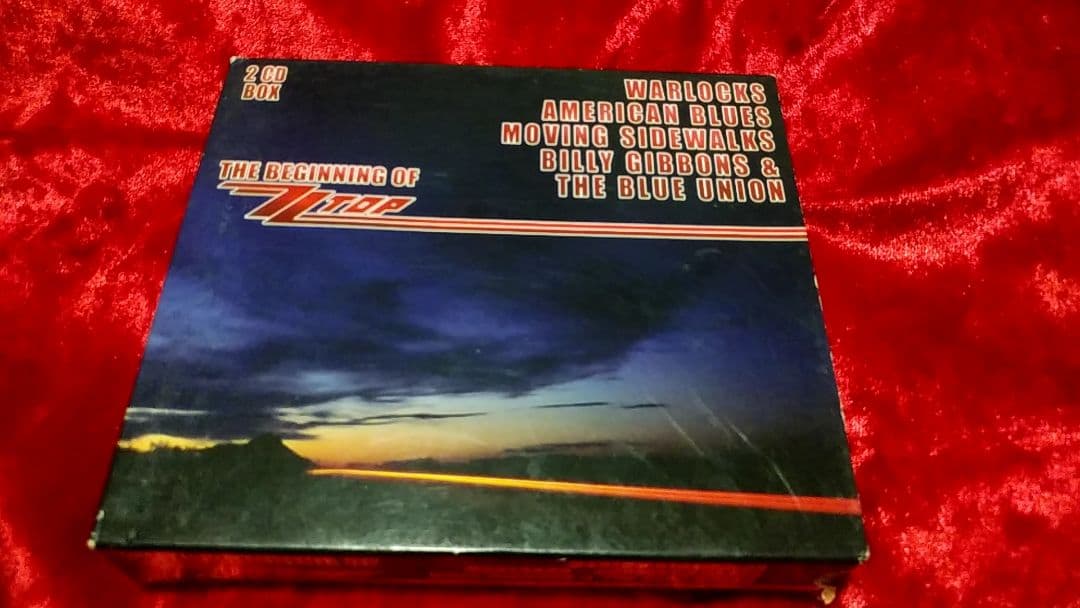 2 CD
BOX
WARLOCKS
AMERICAN BLUES
MOVING SIDEWALKS
BILLY GIBBONS &
THE BLUE UNION
THE BEGINNING OF
ZZ TOP